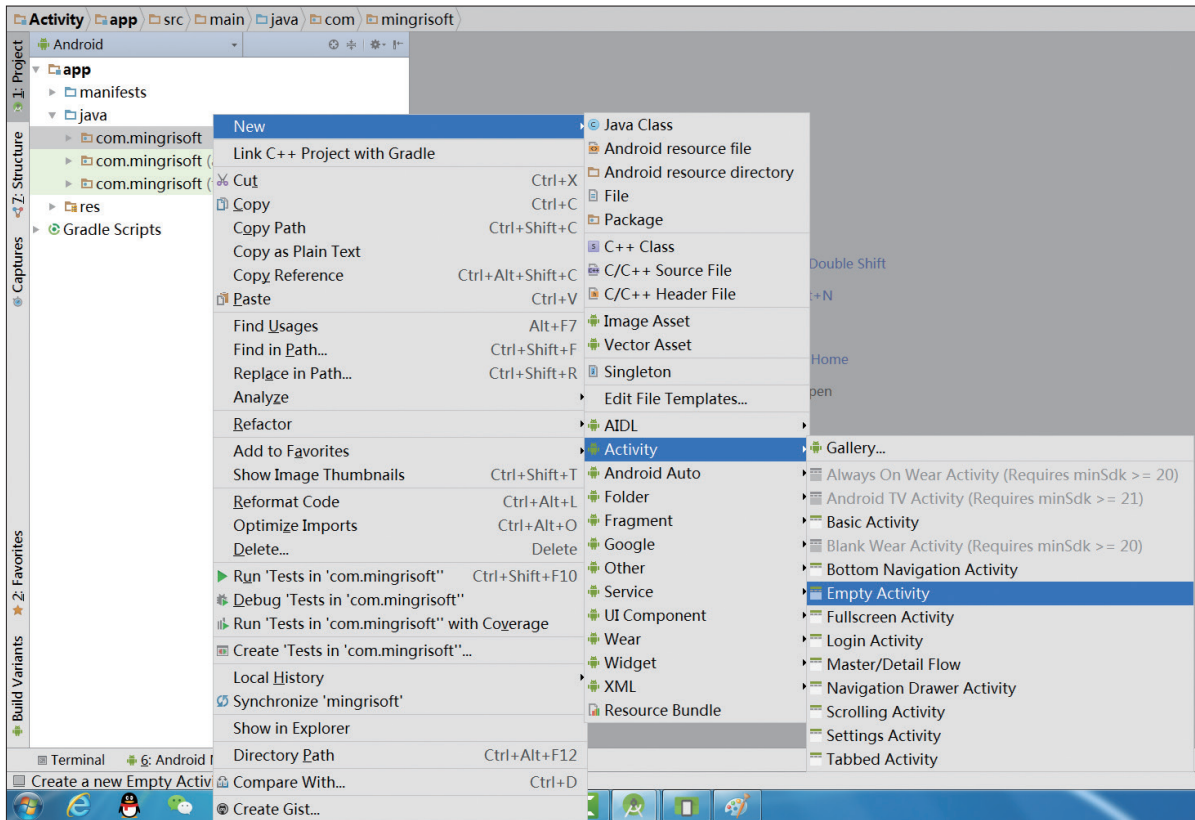 Activity app src main java com mingrisoft
1: Project
Z: Structure
Captures
2: Favorites
Build Variants
Android
app
manifests
java
com.mingrisoft
com.mingrisoft (
com.mingrisoft (
res
Gradle Scripts
New
Link C++ Project with Gradle
Cut Ctrl+X
Copy Ctrl+C
Copy Path Ctrl+Shift+C
Copy as Plain Text
Copy Reference Ctrl+Alt+Shift+C
Paste Ctrl+V
Find Usages Alt+F7
Find in Path... Ctrl+Shift+F
Replace in Path... Ctrl+Shift+R
Analyze
Refactor
Add to Favorites
Show Image Thumbnails Ctrl+Shift+T
Reformat Code Ctrl+Alt+L
Optimize Imports Ctrl+Alt+O
Delete... Delete
Run 'Tests in 'com.mingrisoft'' Ctrl+Shift+F10
Debug 'Tests in 'com.mingrisoft''
Run 'Tests in 'com.mingrisoft'' with Coverage
Create 'Tests in 'com.mingrisoft''...
Local History
Synchronize 'mingrisoft'
Show in Explorer
Directory Path Ctrl+Alt+F12
Compare With... Ctrl+D
Create Gist...
Java Class
Android resource file
Android resource directory
File
Package
C++ Class
C/C++ Source File
C/C++ Header File
Image Asset
Vector Asset
Singleton
Edit File Templates...
AIDL
Activity
Android Auto
Folder
Fragment
Google
Other
Service
UI Component
Wear
Widget
XML
Resource Bundle
Double Shift
+N
Home
pen
Gallery...
Always On Wear Activity (Requires minSdk >= 20)
Android TV Activity (Requires minSdk >= 21)
Basic Activity
Blank Wear Activity (Requires minSdk >= 20)
Bottom Navigation Activity
Empty Activity
Fullscreen Activity
Login Activity
Master/Detail Flow
Navigation Drawer Activity
Scrolling Activity
Settings Activity
Tabbed Activity
Terminal 6: Android
Create a new Empty Activi